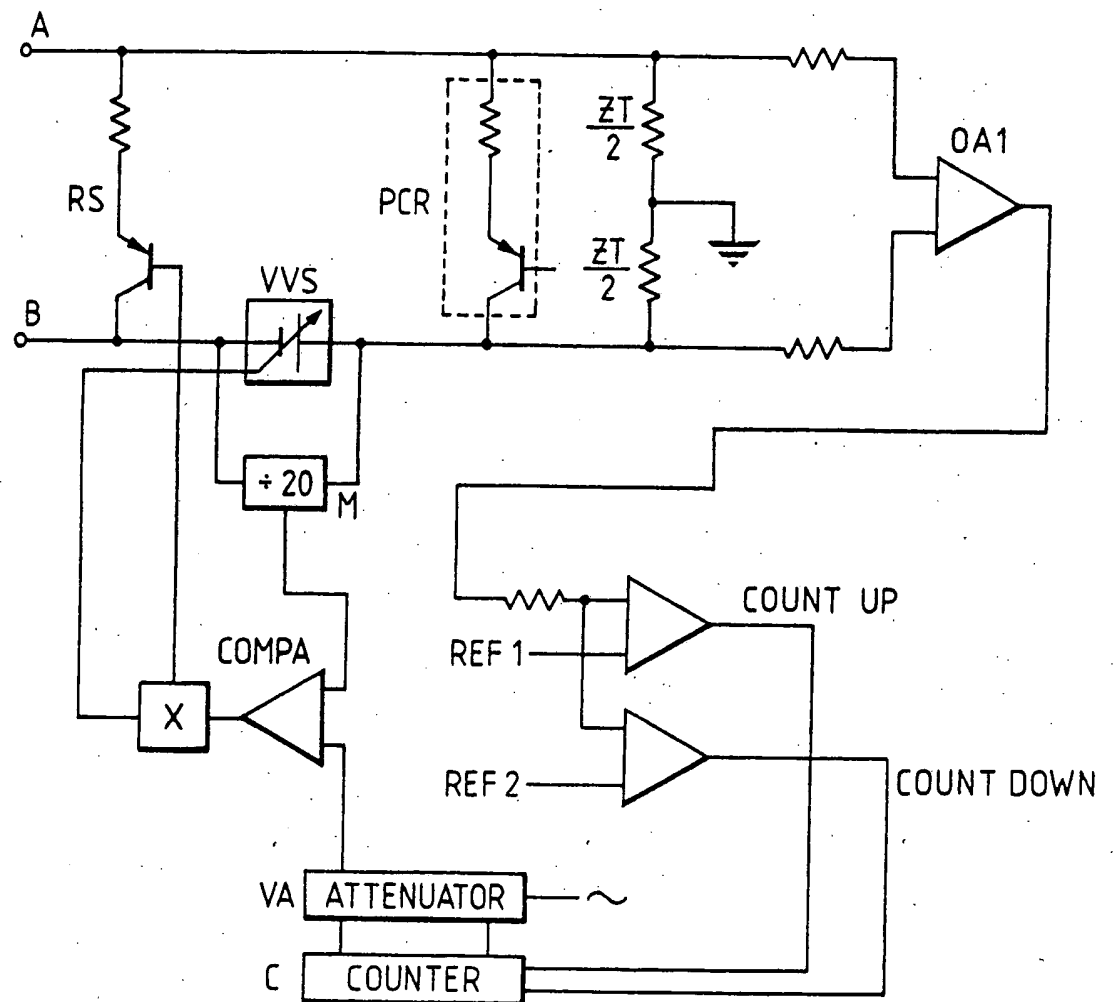 A
ZT
2
OA1
RS
PCR
ZT
2
VVS
B
÷ 20
M
COUNT UP
COMPA
REF 1
X
REF 2
COUNT DOWN
VA
ATTENUATOR
C
COUNTER